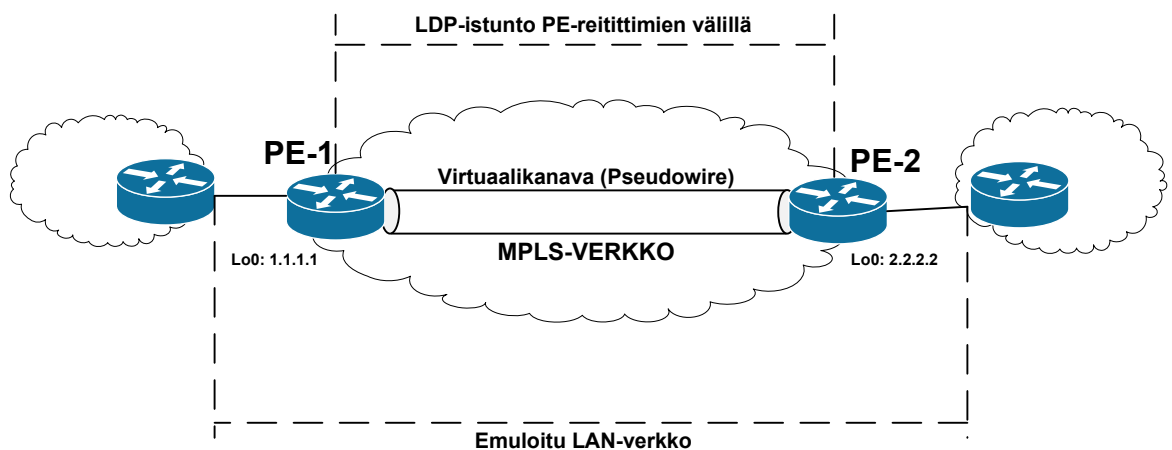 LDP-istunto PE-reitittimien välillä
PE-1
PE-2
Virtuaalikanava (Pseudowire)
MPLS-VERKKO
Lo0: 1.1.1.1
Lo0: 2.2.2.2
Emuloitu LAN-verkko